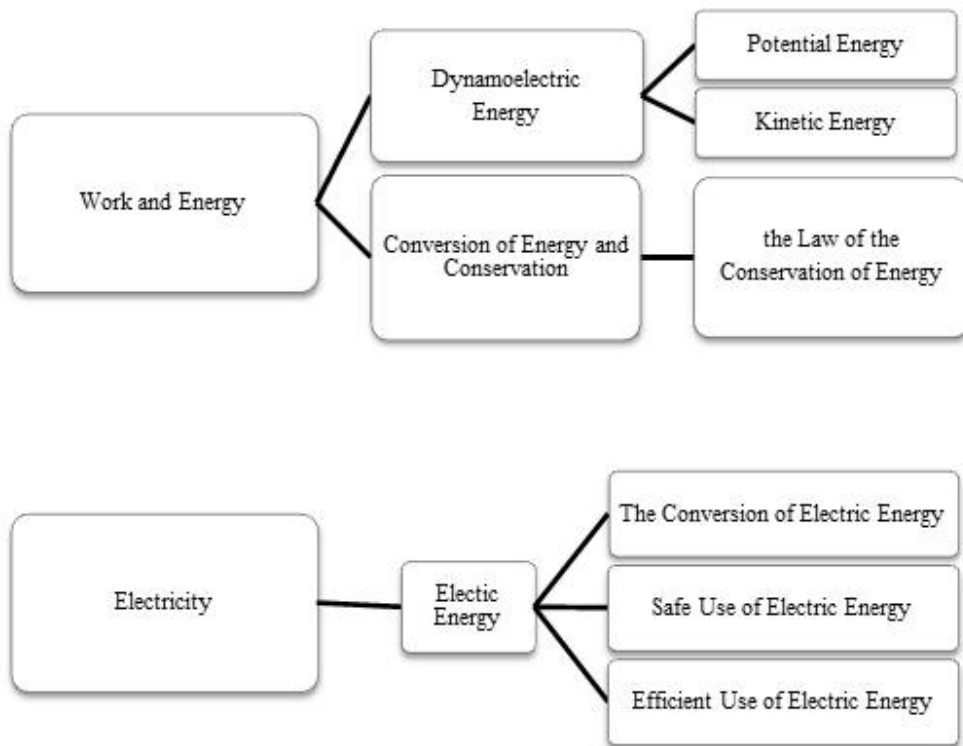 Work and Energy
Dynamoelectric
Energy
Potential Energy
Kinetic Energy
Conversion of Energy and
Conservation
the Law of the
Conservation of Energy
Electricity
Electic
Energy
The Conversion of Electric Energy
Safe Use of Electric Energy
Efficient Use of Electric Energy